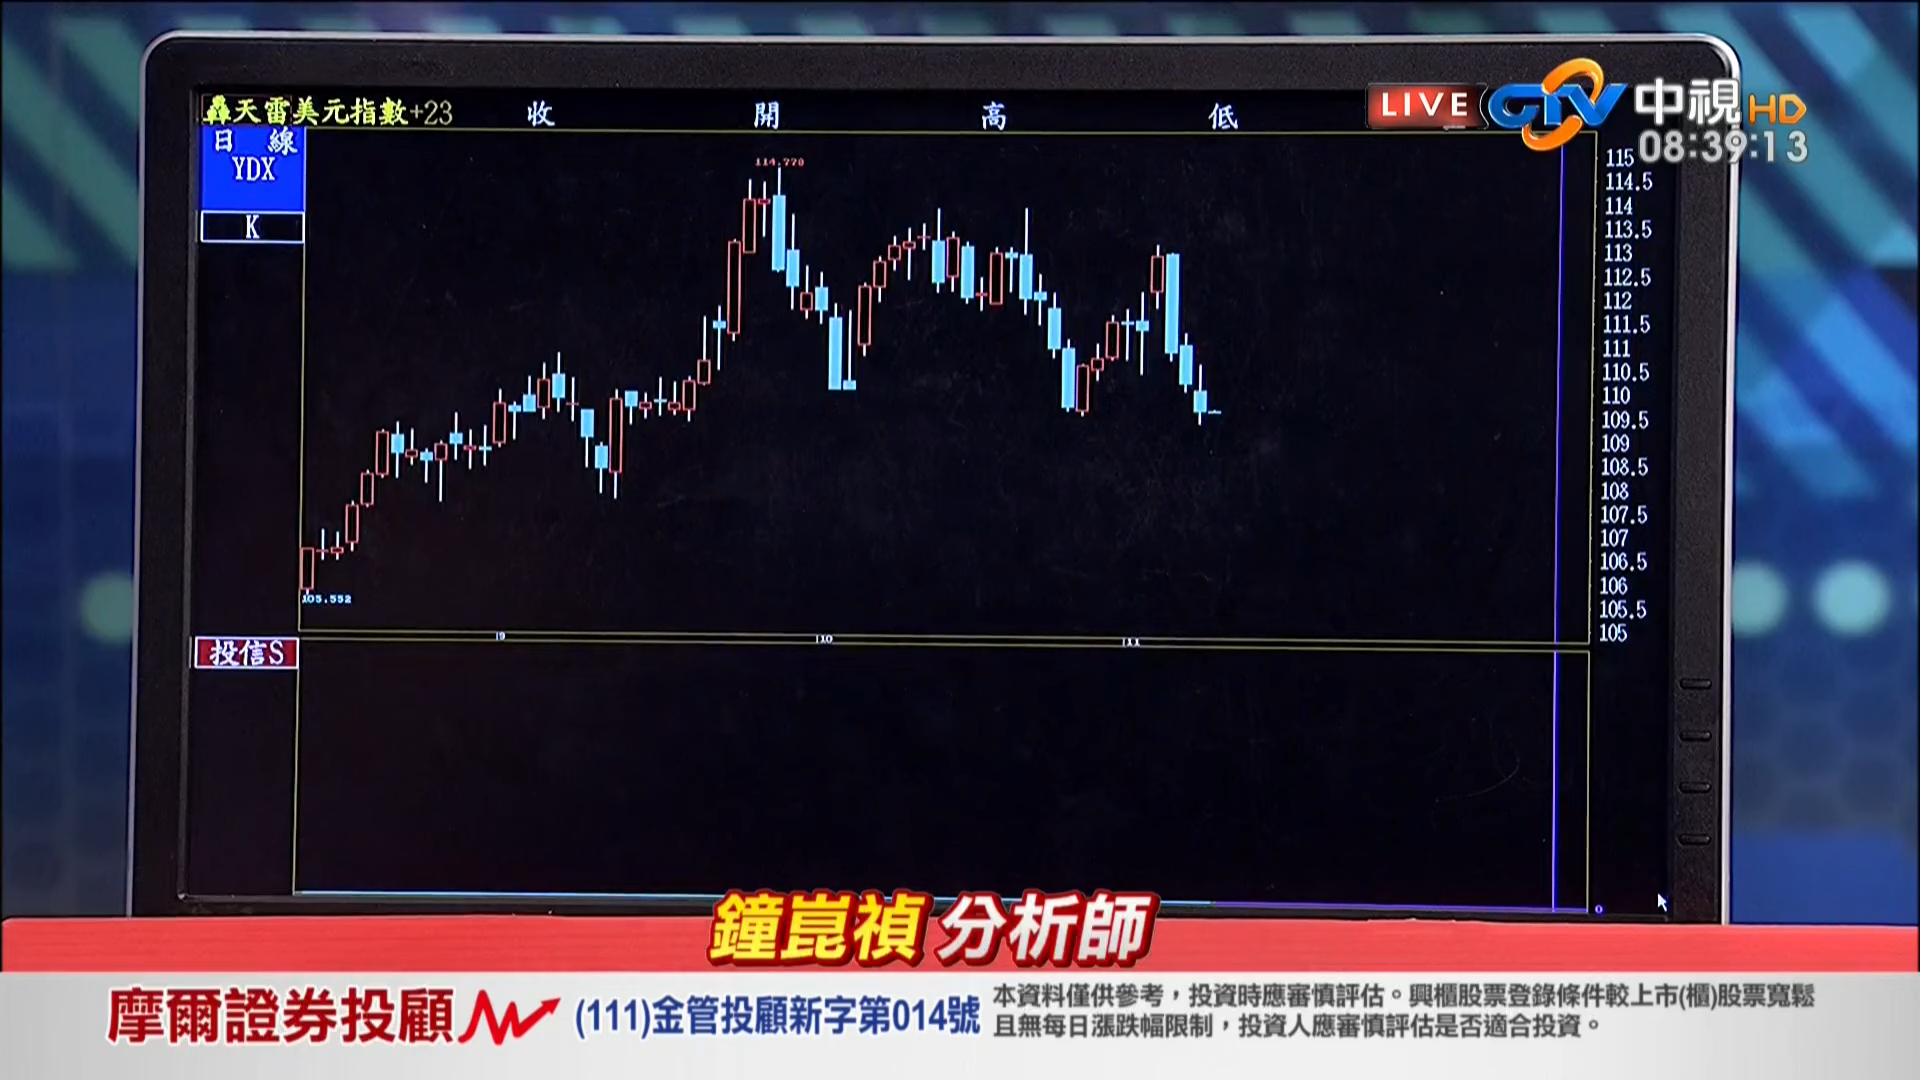 轟天雷美元指數+23 收 開 高 低
LIVE CTV 中視 HD
08:39:13
日 線
YDX
K
114.770
105.552
115
114.5
114
113.5
113
112.5
112
111.5
111
110.5
110
109.5
109
108.5
108
107.5
107
106.5
106
105.5
105
9 10 11
投信S
0
鐘崑禎 分析師
摩爾證券投顧 (111)金管投顧新字第014號
本資料僅供參考，投資時應審慎評估。興櫃股票登錄條件較上市(櫃)股票寬鬆
且無每日漲跌幅限制，投資人應審慎評估是否適合投資。